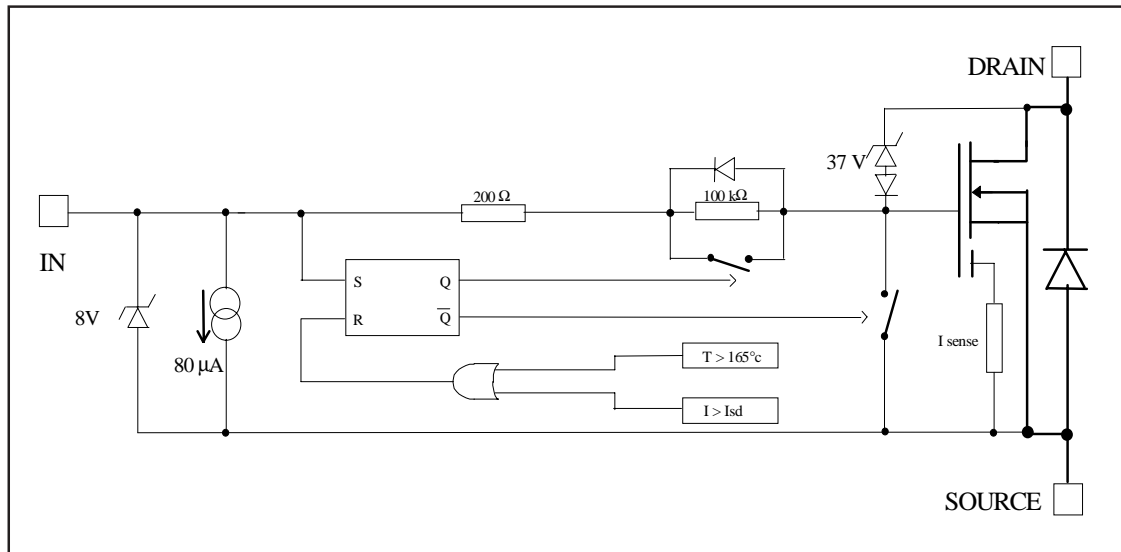 DRAIN
37 V
200 Ω
100 kΩ
IN
S
Q
R
Q̅
8V
80 µA
T > 165°c
I sense
I > Isd
SOURCE